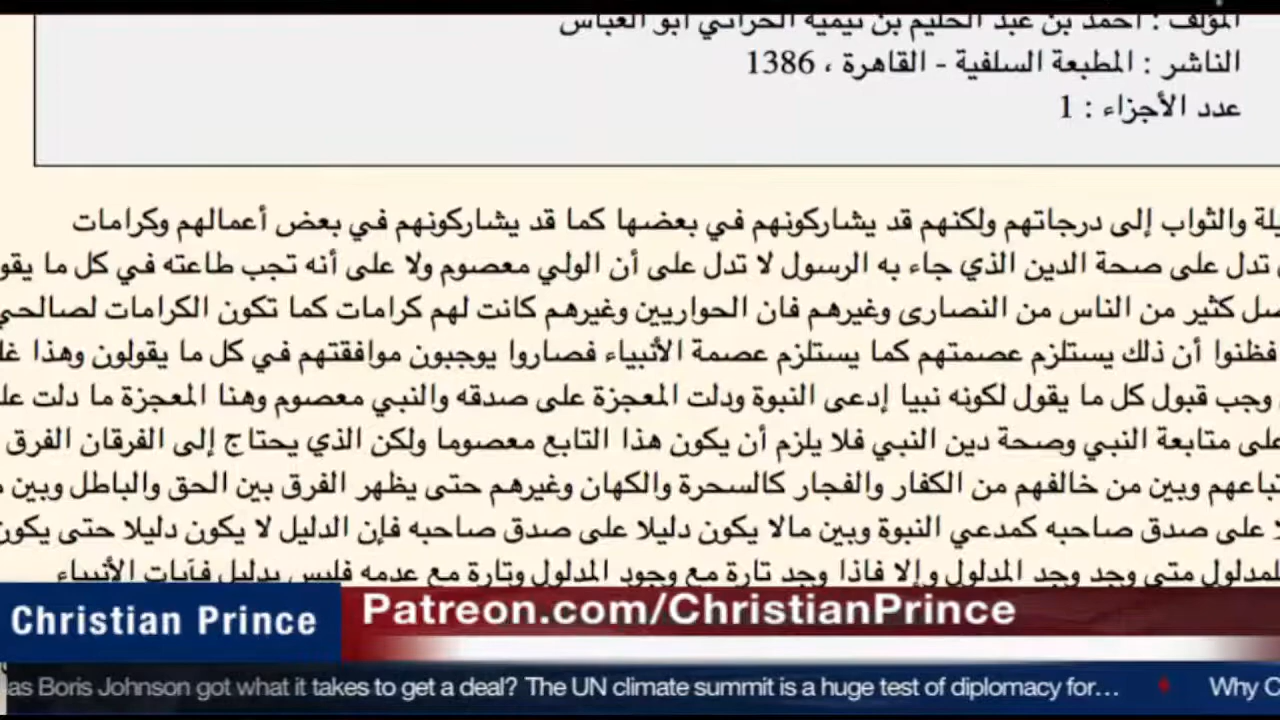 المؤلف : أحمد بن عبد الحليم بن تيمية الحراني أبو العباس
الناشر : المطبعة السلفية - القاهرة ، 1386
عدد الأجزاء : 1
والثواب إلى درجاتهم ولكنهم قد يشاركونهم في بعضها كما قد يشاركونهم في بعض أعمالهم وكرامات
تدل على صحة الدين الذي جاء به الرسول لا تدل على أن الولي معصوم ولا على أنه تجب طاعته في كل ما
كثير من الناس من النصارى وغيرهم فان الحواريين وغيرهم كانت لهم كرامات كما تكون الكرامات
فظنوا أن ذلك يستلزم عصمتهم كما يستلزم عصمة الأنبياء فصاروا يوجبون موافقتهم في كل ما يقولون وهذا
وجب قبول كل ما يقول لكونه نبيا إدعى النبوة ودلت المعجزة على صدقه والنبي معصوم وهنا المعجزة ما دلت
على متابعة النبي وصحة دين النبي فلا يلزم أن يكون هذا التابع معصوما ولكن الذي يحتاج إلى الفرقان الفرق
وبين من خالفهم من الكفار والفجار كالسحرة والكهان وغيرهم حتى يظهر الفرق بين الحق والباطل وبين
على صدق صاحبه كمدعي النبوة وبين مالا يكون دليلا على صدق صاحبه فإن الدليل لا يكون دليلا حتى
متى وجد وجد المدلول وإلا فاذا وجد تارة مع وجود المدلول وتارة مع عدمه فليس بدليل فآيات الأنبياء
Christian Prince
Patreon.com/ChristianPrince
as Boris Johnson got what it takes to get a deal? The UN climate summit is a huge test of diplomacy for… Why